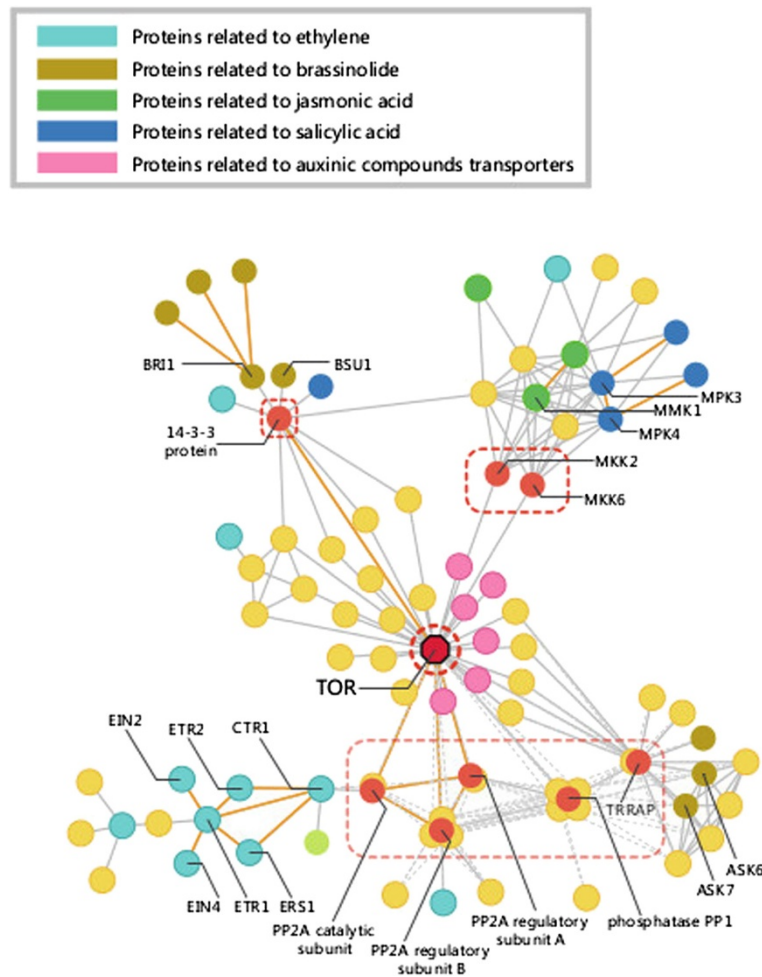 Proteins related to ethylene
Proteins related to brassinolide
Proteins related to jasmonic acid
Proteins related to salicylic acid
Proteins related to auxinic compounds transporters
BRI1
BSU1
14-3-3
protein
MPK3
MMK1
MPK4
MKK2
MKK6
TOR
EIN2
ETR2
CTR1
TRRAP
ASK6
ASK7
EIN4
ETR1
ERS1
PP2A catalytic
subunit
PP2A regulatory
subunit B
PP2A regulatory
subunit A
phosphatase PP1